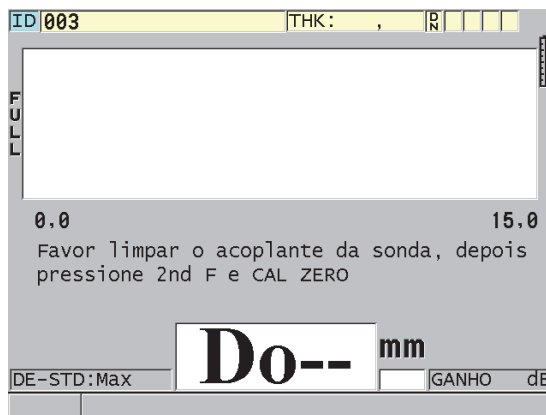 ID 003 THK: , DN
FULL
0,0 15,0
Favor limpar o acoplante da sonda, depois
pressione 2nd F e CAL ZERO
Do-- mm
DE-STD:Max GANHO dB